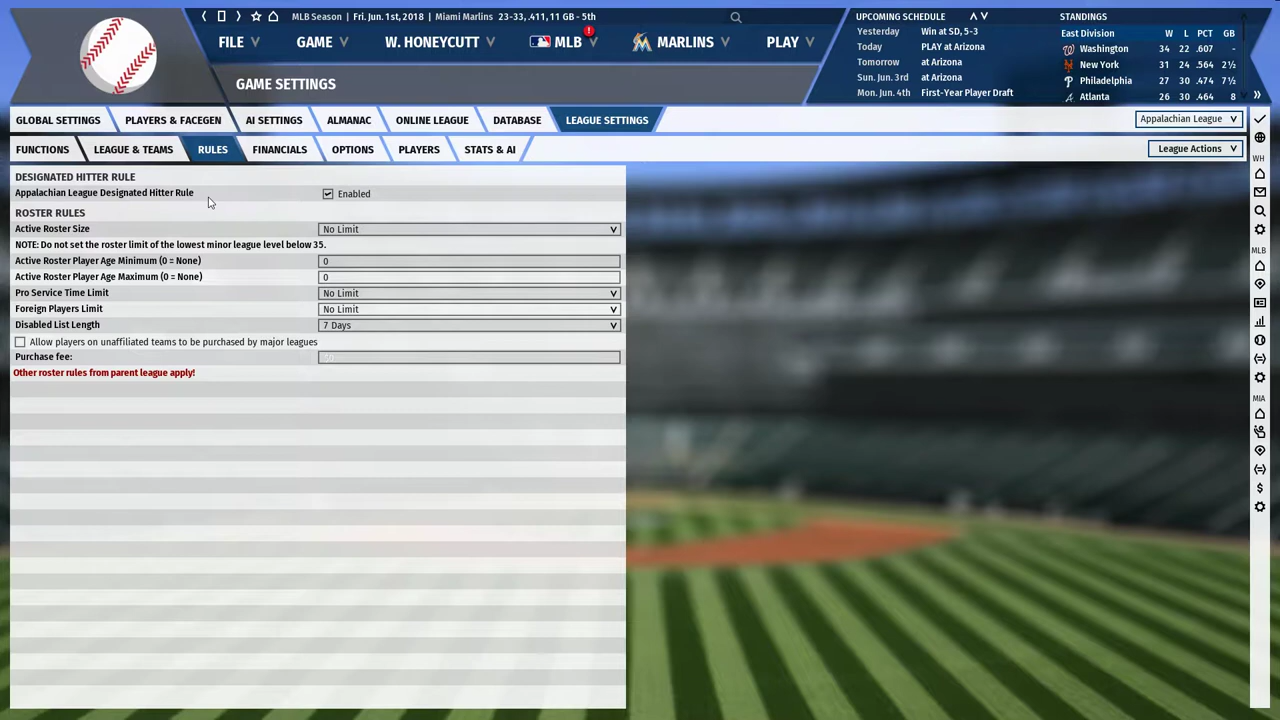 MLB Season | Fri. Jun. 1st, 2018 | Miami Marlins 23-33, .411, 11 GB - 5th
FILE GAME W. HONEYCUTT MLB MARLINS PLAY
GAME SETTINGS
UPCOMING SCHEDULE
Yesterday Win at SD, 5-3
Today PLAY at Arizona
Tomorrow at Arizona
Sun. Jun. 3rd at Arizona
Mon. Jun. 4th First-Year Player Draft
STANDINGS
East Division W L PCT GB
Washington 34 22 .607 -
New York 31 24 .564 2½
Philadelphia 27 30 .474 7½
Atlanta 26 30 .464 8
GLOBAL SETTINGS PLAYERS & FACEGEN AI SETTINGS ALMANAC ONLINE LEAGUE DATABASE LEAGUE SETTINGS Appalachian League
FUNCTIONS LEAGUE & TEAMS RULES FINANCIALS OPTIONS PLAYERS STATS & AI League Actions
DESIGNATED HITTER RULE
Appalachian League Designated Hitter Rule Enabled
ROSTER RULES
Active Roster Size No Limit
NOTE: Do not set the roster limit of the lowest minor league level below 35.
Active Roster Player Age Minimum (0 = None) 0
Active Roster Player Age Maximum (0 = None) 0
Pro Service Time Limit No Limit
Foreign Players Limit No Limit
Disabled List Length 7 Days
Allow players on unaffiliated teams to be purchased by major leagues
Purchase fee: $0
Other roster rules from parent league apply!
WH
MLB
MIA